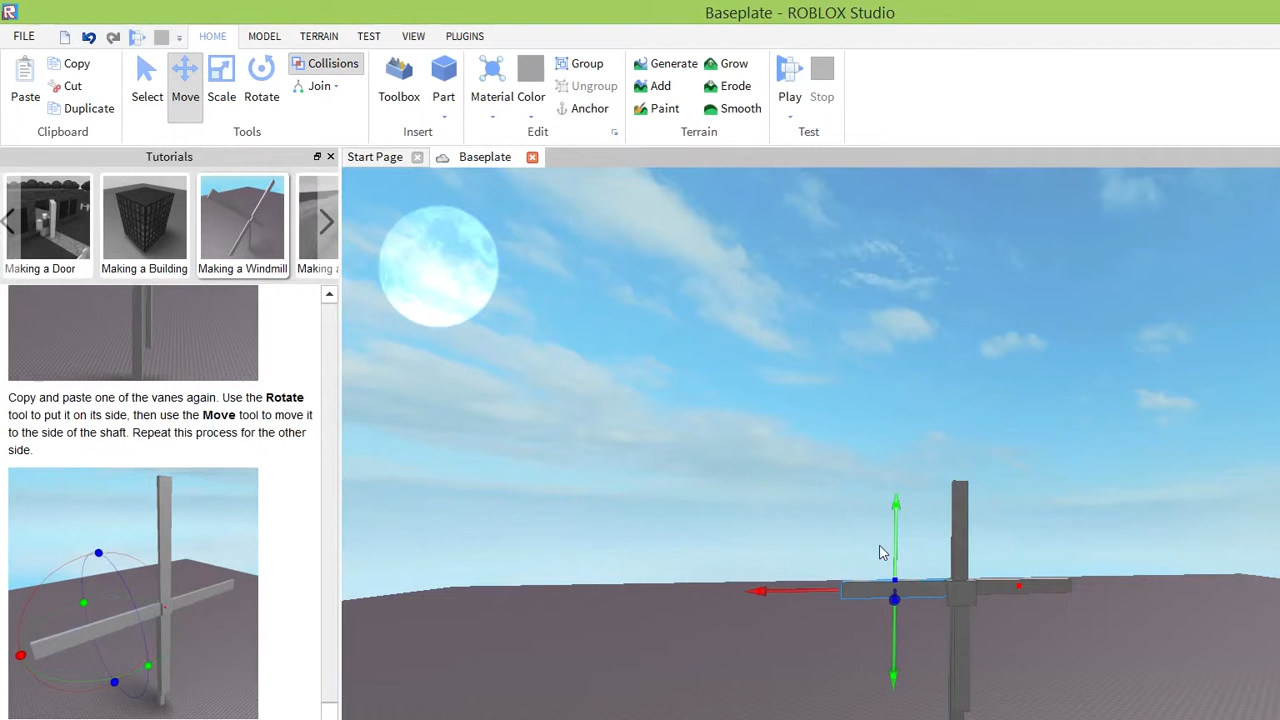 Baseplate - ROBLOX Studio
FILE
HOME
MODEL
TERRAIN
TEST
VIEW
PLUGINS
Paste
Copy
Cut
Duplicate
Clipboard
Select
Move
Scale
Rotate
Collisions
Join
Tools
Toolbox
Part
Insert
Material
Color
Group
Ungroup
Anchor
Edit
Generate
Grow
Add
Erode
Paint
Smooth
Terrain
Play
Stop
Test
Tutorials
Start Page
Baseplate
Making a Door
Making a Building
Making a Windmill
Making a
Copy and paste one of the vanes again. Use the Rotate
tool to put it on its side, then use the Move tool to move it
to the side of the shaft. Repeat this process for the other
side.